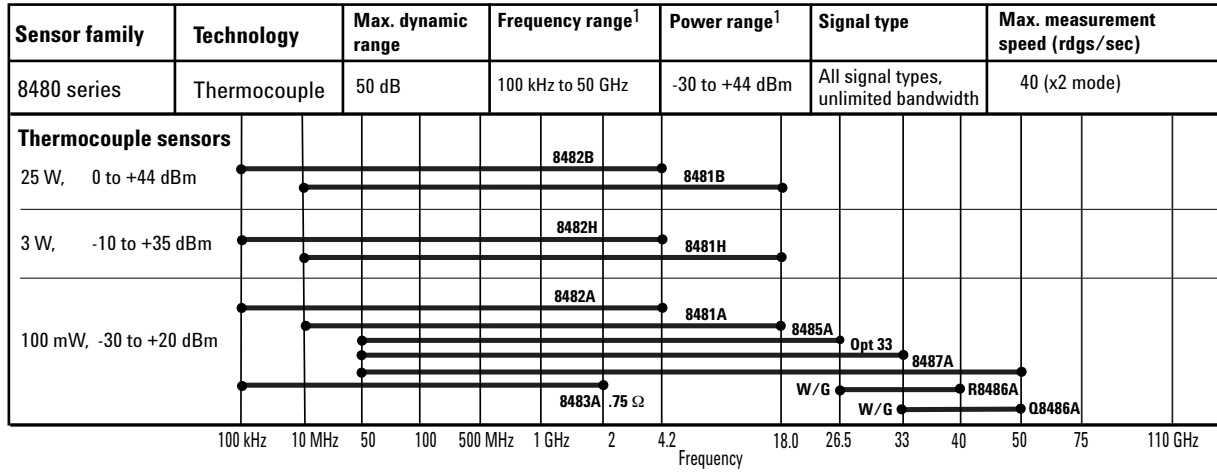 Sensor family Technology Max. dynamic range Frequency range1 Power range1 Signal type Max. measurement speed (rdgs/sec)
8480 series Thermocouple 50 dB 100 kHz to 50 GHz -30 to +44 dBm All signal types, unlimited bandwidth 40 (x2 mode)
Thermocouple sensors
8482B
25 W, 0 to +44 dBm
8481B
8482H
3 W, -10 to +35 dBm
8481H
8482A
8481A
100 mW, -30 to +20 dBm
8485A
Opt 33
8487A
W/G R8486A
8483A .75 Ω
W/G Q8486A
100 kHz 10 MHz 50 100 500 MHz 1 GHz 2 4.2 18.0 26.5 33 40 50 75 110 GHz
Frequency